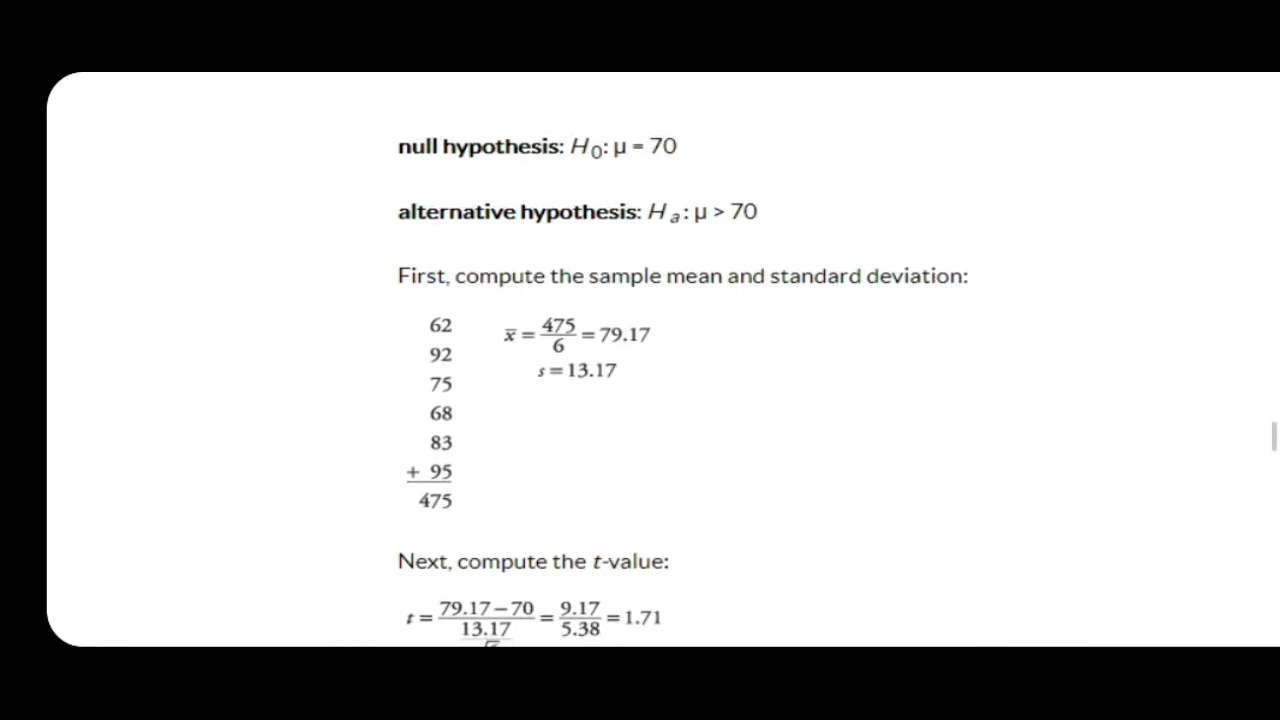 null hypothesis: H0: μ = 70
alternative hypothesis: Ha: μ > 70
First, compute the sample mean and standard deviation:
62
92
75
68
83
+ 95
475
x̄ = 475/6 = 79.17
s = 13.17
Next, compute the t-value:
t = 79.17 − 70 / 13.17 = 9.17/5.38 = 1.71